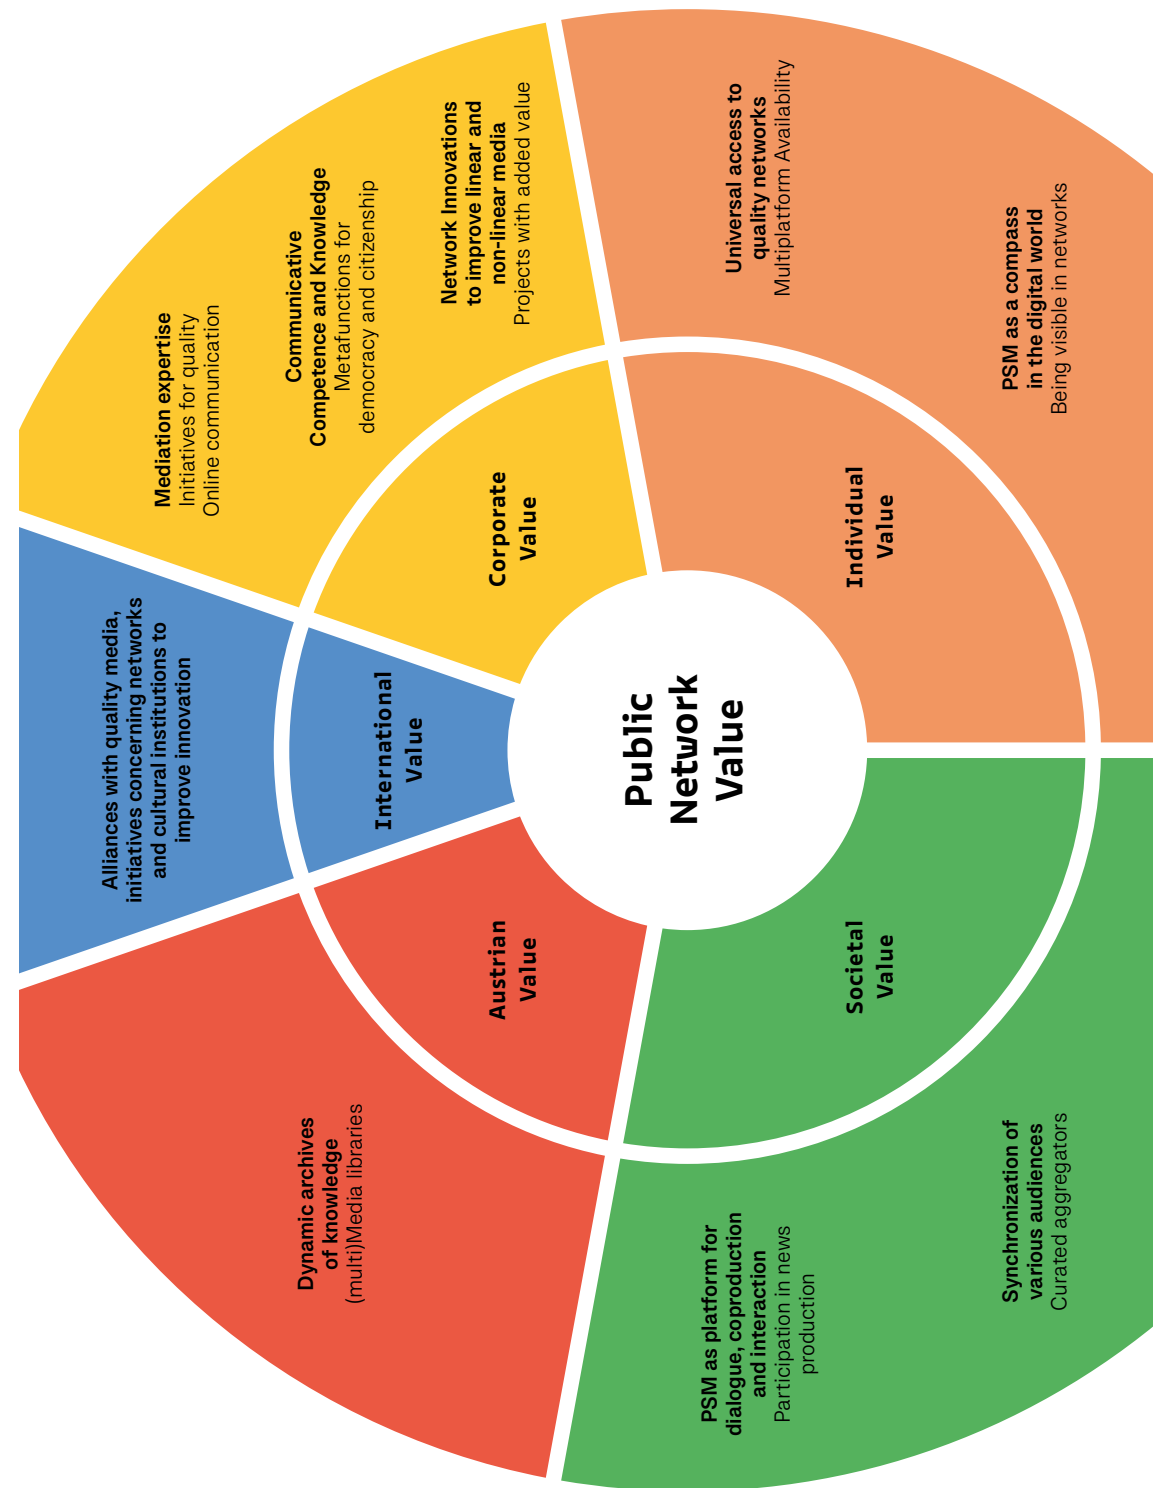 Public
Network
Value
Individual
Value
Universal access to
quality networks
Multiplatform Availability
PSM as a compass
in the digital world
Being visible in networks
Societal
Value
Synchronization of
various audiences
Curated aggregators
PSM as platform for
dialogue, coproduction
and interaction
Participation in news
production
Austrian
Value
Dynamic archives
of knowledge
(multi)Media libraries
International
Value
Alliances with quality media,
initiatives concerning networks
and cultural institutions to
improve innovation
Corporate
Value
Mediation expertise
Initiatives for quality
Online communication
Communicative
Competence and Knowledge
Metafunctions for
democracy and citizenship
Network Innovations
to improve linear and
non-linear media
Projects with added value